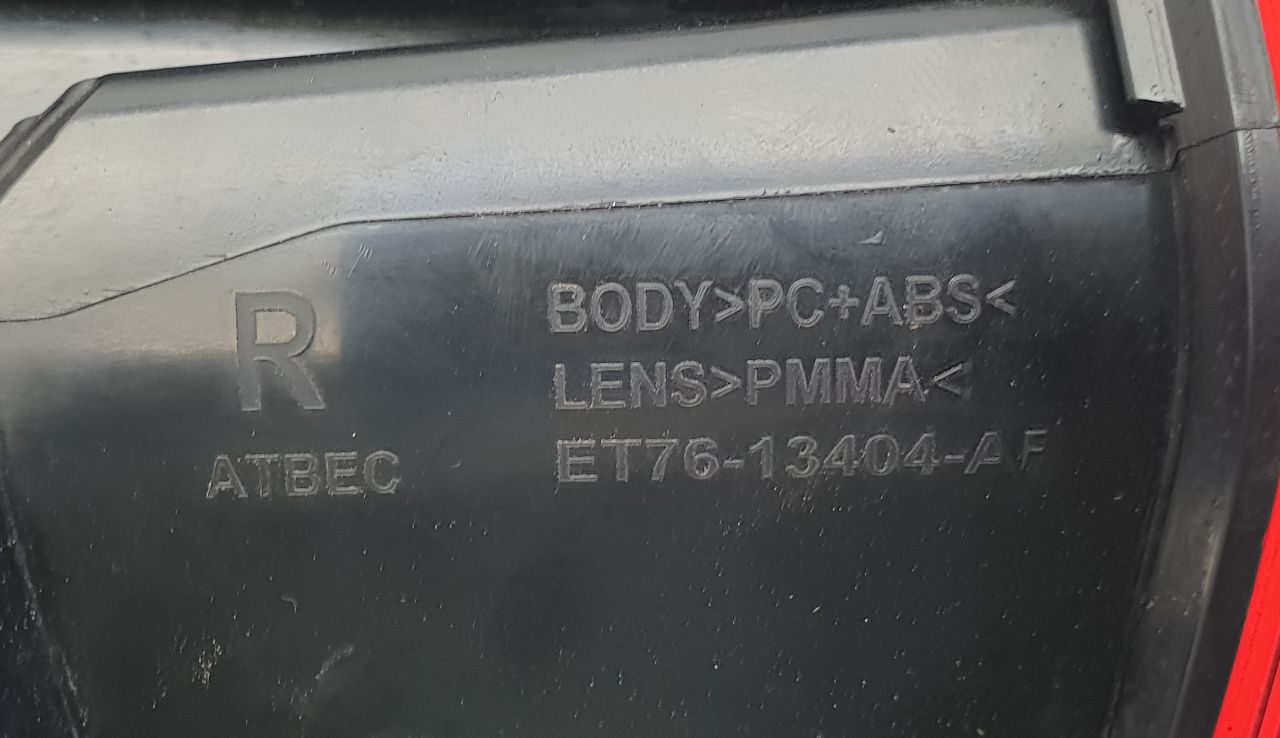 R
ATBEC
BODY>PC+ABS<
LENS>PMMA<
ET76-13404-AF